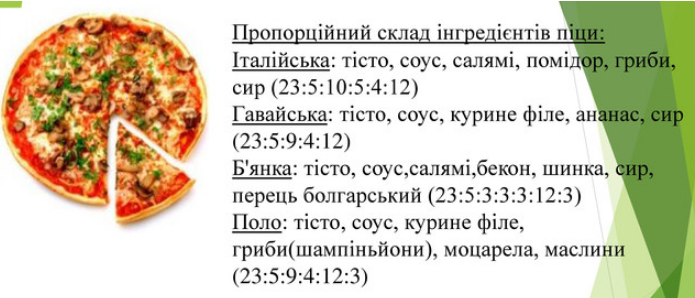 Пропорційний склад інгредієнтів піци:
Італійська: тісто, соус, салямі, помідор, гриби,
сир (23:5:10:5:4:12)
Гавайська: тісто, соус, курине філе, ананас, сир
(23:5:9:4:12)
Б'янка: тісто, соус,салямі,бекон, шинка, сир,
перець болгарський (23:5:3:3:3:12:3)
Поло: тісто, соус, курине філе,
гриби(шампіньйони), моцарела, маслини
(23:5:9:4:12:3)